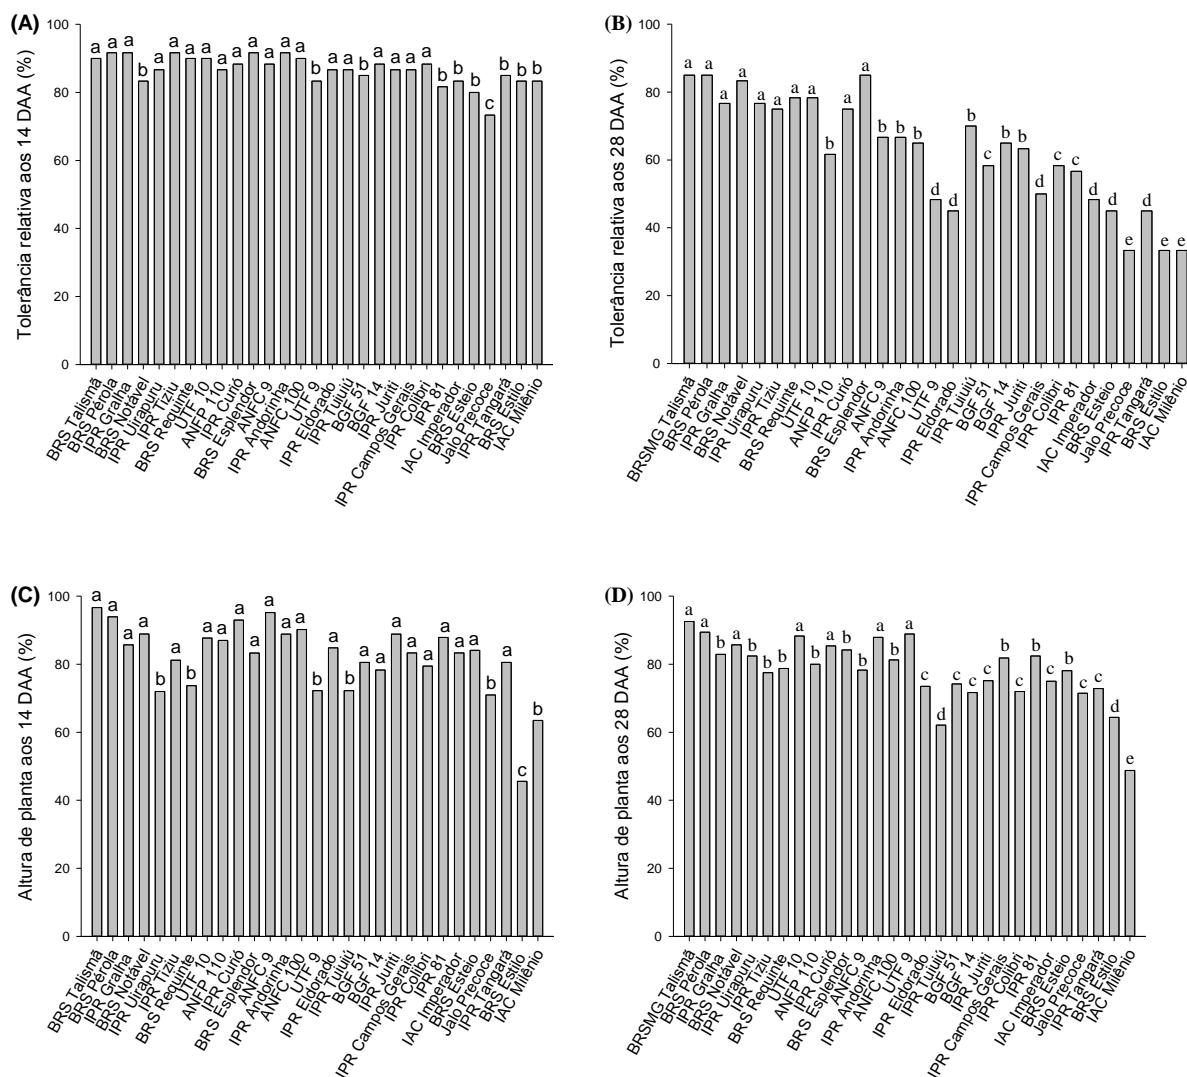 (A)
Tolerância relativa aos 14 DAA (%)
100
80
60
40
20
0
a a a b a a a a a a a a a a b a a a a a a a b b b c a b b
BRS Talismã
BRS Pérola
IPR Gralha
BRS Notável
IPR Uirapuru
IPR Tiziu
BRS Requinte
UTF 10
ANFP 110
IPR Curió
BRS Esplendor
ANFC 9
IPR Andorinha
ANFC 100
UTF 9
IPR Eldorado
IPR Tuiuiú
BGF 51
BGF 14
IPR Juriti
IPR Campos Gerais
IPR Colibri
IPR 81
IAC Imperador
BRS Esteio
Jalo Precoce
IPR Tangará
BRS Estilo
IAC Milênio
(B)
Tolerância relativa aos 28 DAA (%)
100
80
60
40
20
0
a a a a a a a a b a a b b b d d b c b b d c c d d e d e e
BRSMG Talismã
BRS Pérola
IPR Gralha
BRS Notável
IPR Uirapuru
IPR Tiziu
BRS Requinte
UTF 10
ANFP 110
IPR Curió
BRS Esplendor
ANFC 9
IPR Andorinha
ANFC 100
UTF 9
IPR Eldorado
IPR Tuiuiú
BGF 51
BGF 14
IPR Juriti
IPR Campos Gerais
IPR Colibri
IPR 81
IAC Imperador
BRS Esteio
Jalo Precoce
IPR Tangará
BRS Estilo
IAC Milênio
(C)
Altura de planta aos 14 DAA (%)
100
80
60
40
20
0
a a a a b a b a a a a a a a b a b a a a a a a a a b a c b
BRS Talismã
BRS Pérola
IPR Gralha
BRS Notável
IPR Uirapuru
IPR Tiziu
BRS Requinte
UTF 10
ANFP 110
IPR Curió
BRS Esplendor
ANFC 9
IPR Andorinha
ANFC 100
UTF 9
IPR Eldorado
IPR Tuiuiú
BGF 51
BGF 14
IPR Juriti
IPR Campos Gerais
IPR Colibri
IPR 81
IAC Imperador
BRS Esteio
Jalo Precoce
IPR Tangará
BRS Estilo
IAC Milênio
(D)
Altura de planta aos 28 DAA (%)
100
80
60
40
20
0
a a b a b b b a b a b b a b a c d c c c b c b c b c c d e
BRSMG Talismã
BRS Pérola
IPR Gralha
BRS Notável
IPR Uirapuru
IPR Tiziu
BRS Requinte
UTF 10
ANFP 110
IPR Curió
BRS Esplendor
ANFC 9
IPR Andorinha
ANFC 100
UTF 9
IPR Eldorado
IPR Tuiuiú
BGF 51
BGF 14
IPR Juriti
IPR Campos Gerais
IPR Colibri
IPR 81
IAC Imperador
BRS Esteio
Jalo Precoce
IPR Tangará
BRS Estilo
IAC Milênio